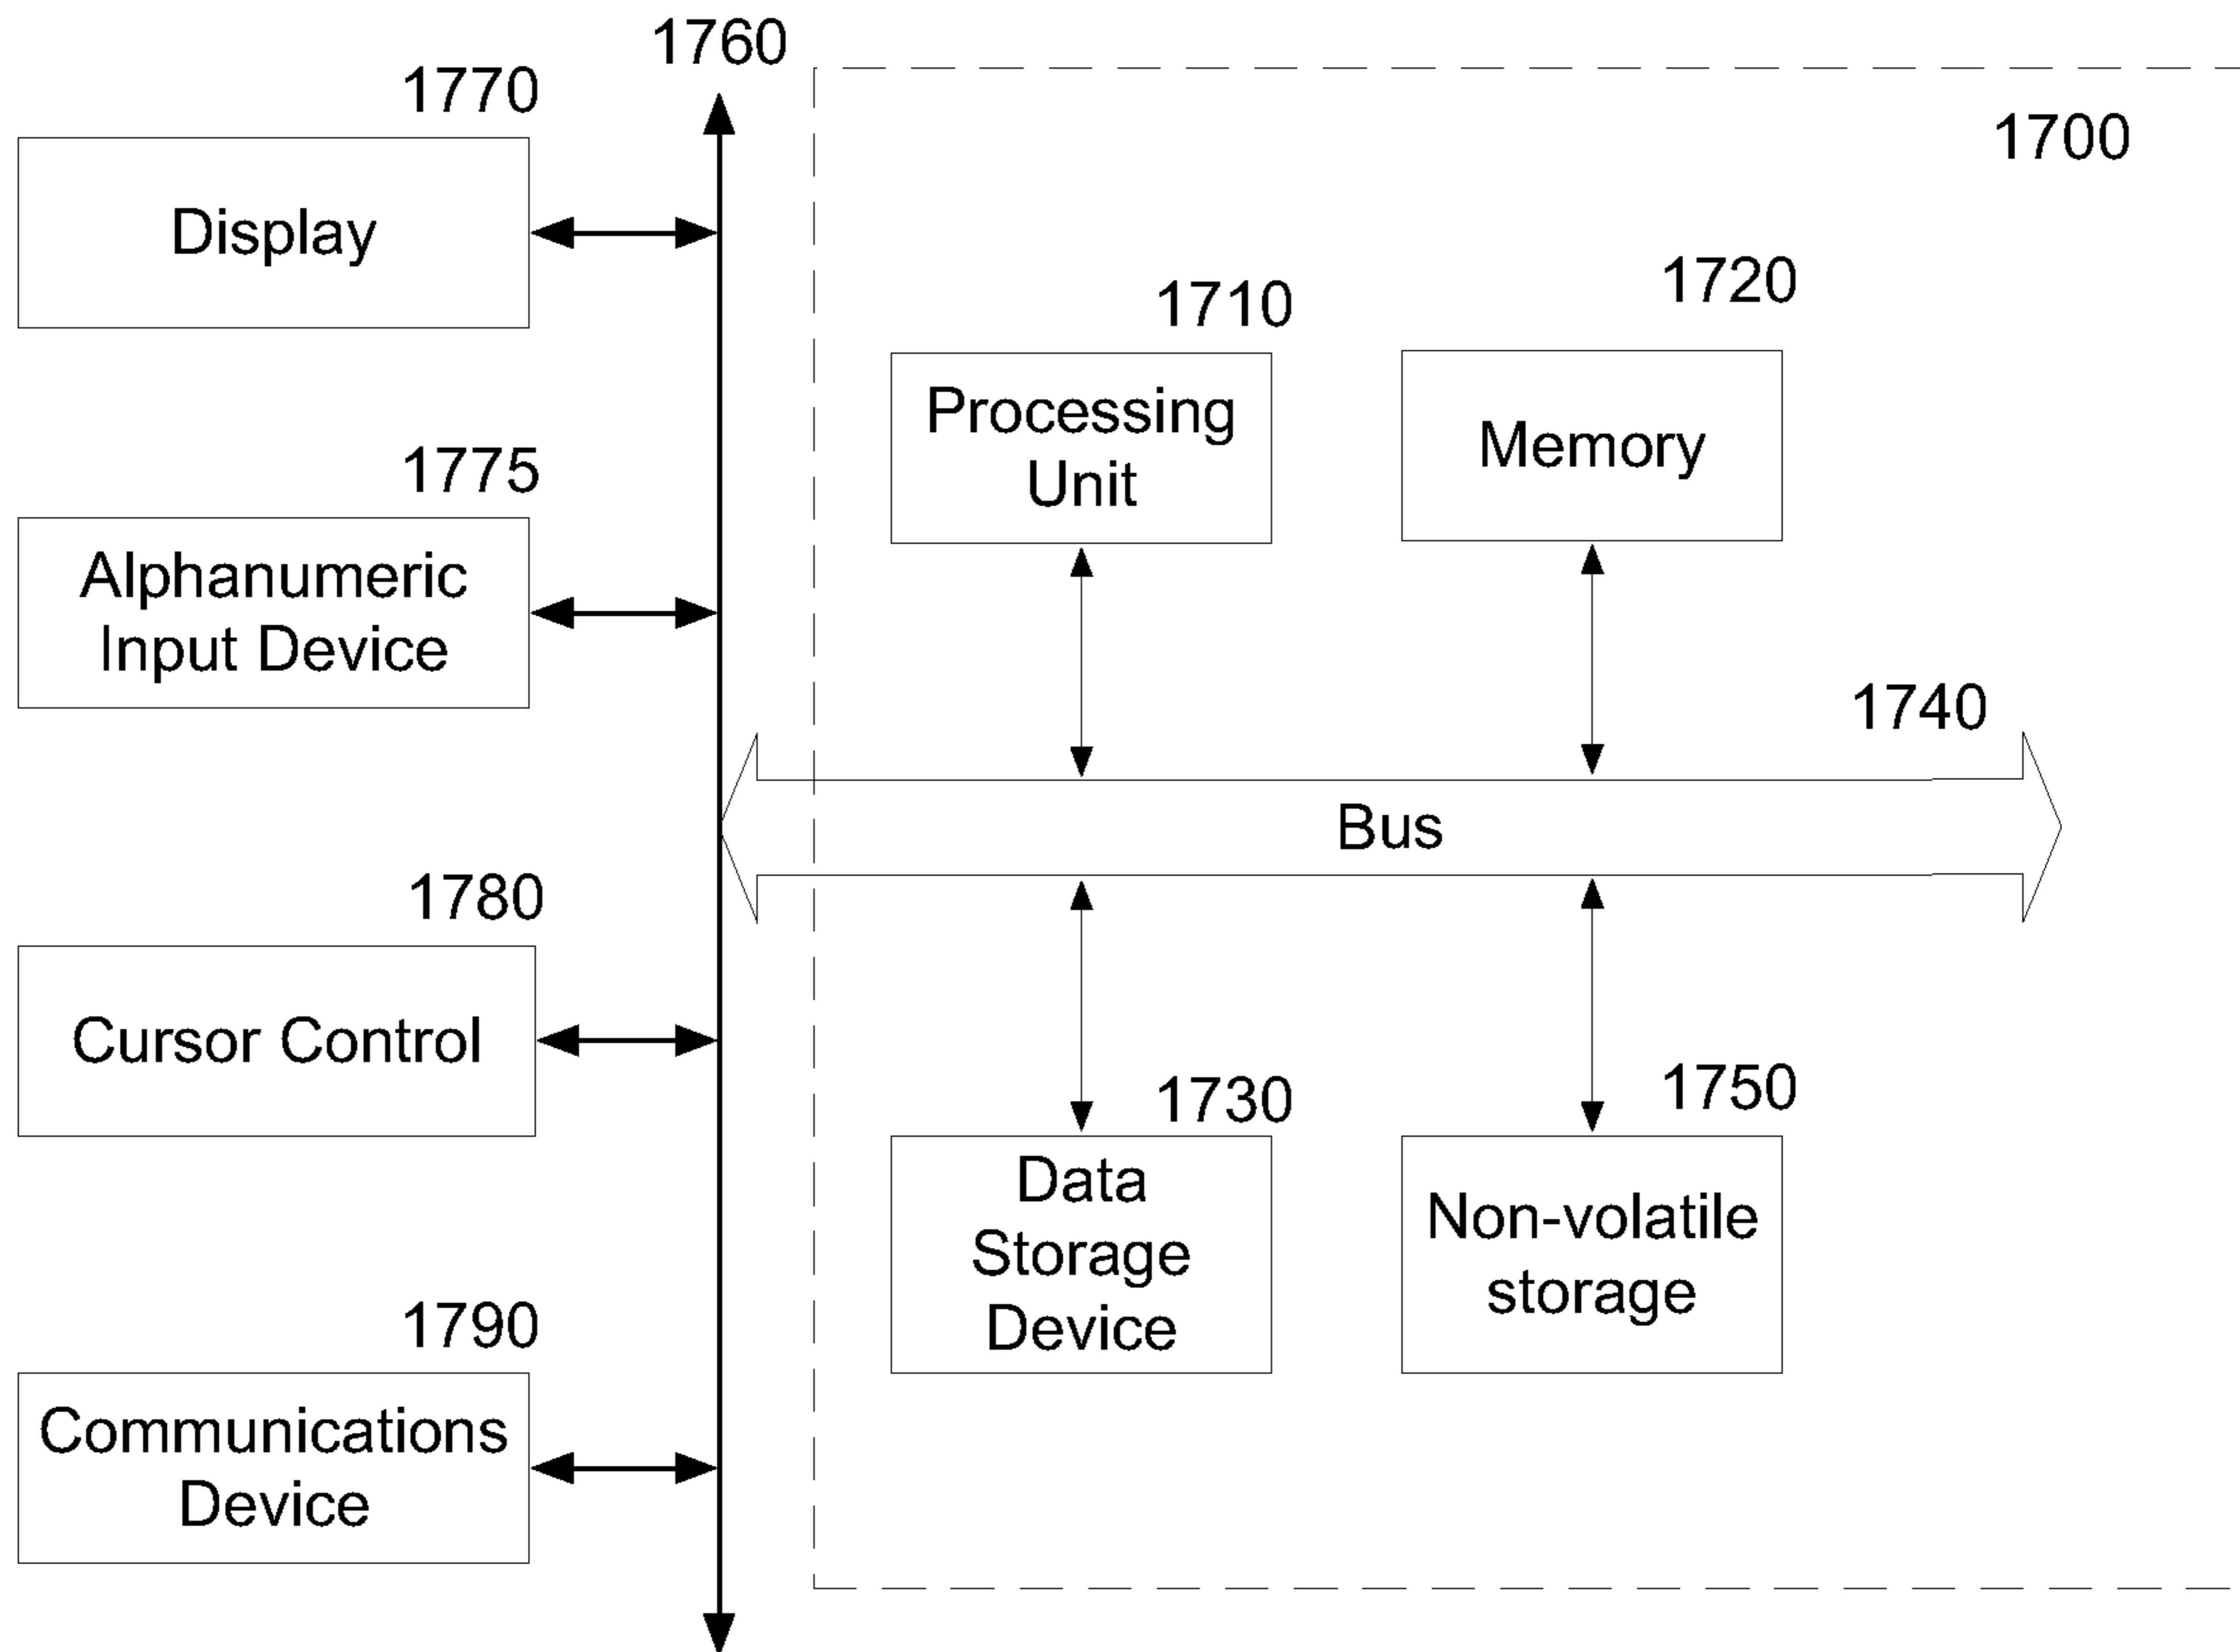 1760
1770
1700
Display
1720
1710
Processing
Unit
Memory
1775
Alphanumeric
Input Device
1740
Bus
1780
Cursor Control
1730
1750
Data
Storage
Device
Non-volatile
storage
1790
Communications
Device